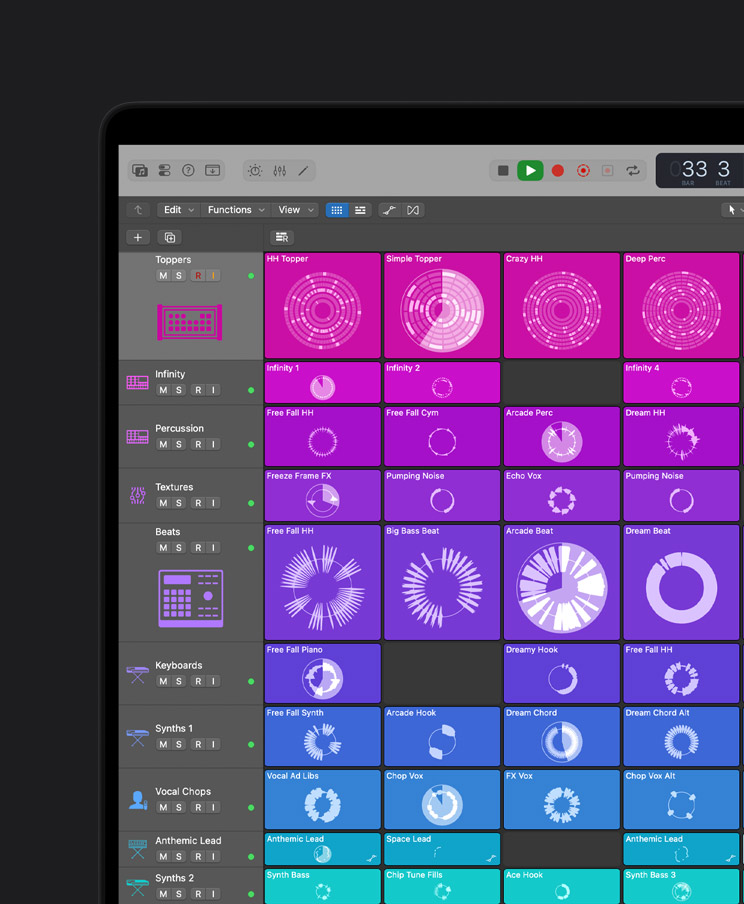 033 3
BAR BEAT
Edit Functions View
Toppers
M S R I
HH Topper
Simple Topper
Crazy HH
Deep Perc
Infinity
M S R I
Infinity 1
Infinity 2
Infinity 4
Percussion
M S R I
Free Fall HH
Free Fall Cym
Arcade Perc
Dream HH
Textures
M S R I
Freeze Frame FX
Pumping Noise
Echo Vox
Pumping Noise
Beats
M S R I
Free Fall HH
Big Bass Beat
Arcade Beat
Dream Beat
Keyboards
M S R I
Free Fall Piano
Dreamy Hook
Free Fall HH
Synths 1
M S R I
Free Fall Synth
Arcade Hook
Dream Chord
Dream Chord Alt
Vocal Chops
M S R I
Vocal Ad Libs
Chop Vox
FX Vox
Chop Vox Alt
Anthemic Lead
M S R I
Anthemic Lead
Space Lead
Anthemic Lead
Synths 2
M S R I
Synth Bass
Chip Tune Fills
Ace Hook
Synth Bass 3